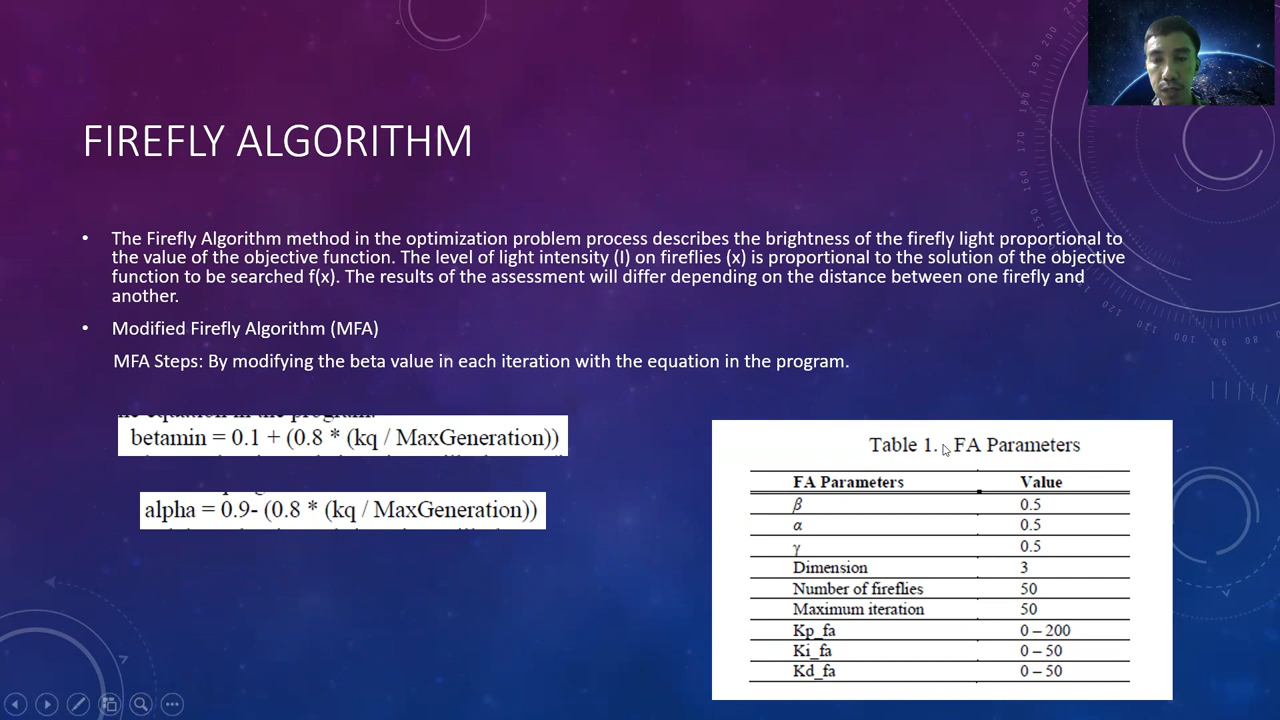 FIREFLY ALGORITHM
• The Firefly Algorithm method in the optimization problem process describes the brightness of the firefly light proportional to
the value of the objective function. The level of light intensity (I) on fireflies (x) is proportional to the solution of the objective
function to be searched f(x). The results of the assessment will differ depending on the distance between one firefly and
another.
• Modified Firefly Algorithm (MFA)
MFA Steps: By modifying the beta value in each iteration with the equation in the program.
betamin = 0.1 + (0.8 * (kq / MaxGeneration))
alpha = 0.9- (0.8 * (kq / MaxGeneration))
Table 1. FA Parameters
FA Parameters Value
β 0.5
α 0.5
γ 0.5
Dimension 3
Number of fireflies 50
Maximum iteration 50
Kp_fa 0 – 200
Ki_fa 0 – 50
Kd_fa 0 – 50